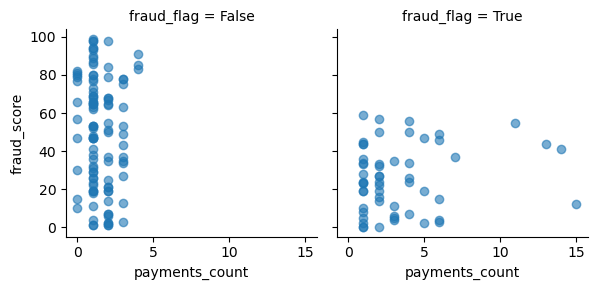 fraud_flag = False
fraud_flag = True
fraud_score
100
80
60
40
20
0
0 5 10 15
0 5 10 15
payments_count
payments_count